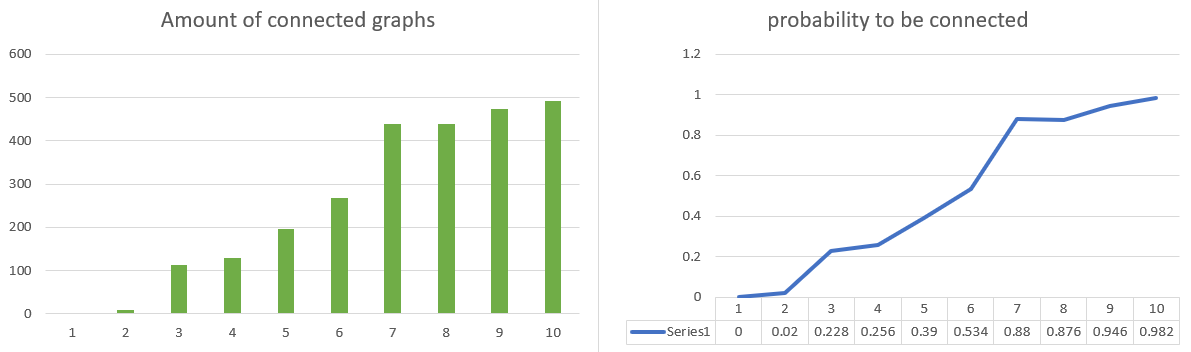 Amount of connected graphs
600
500
400
300
200
100
0
1 2 3 4 5 6 7 8 9 10
probability to be connected
1.2
1
0.8
0.6
0.4
0.2
0
1 2 3 4 5 6 7 8 9 10
Series1 0 0.02 0.228 0.256 0.39 0.534 0.88 0.876 0.946 0.982